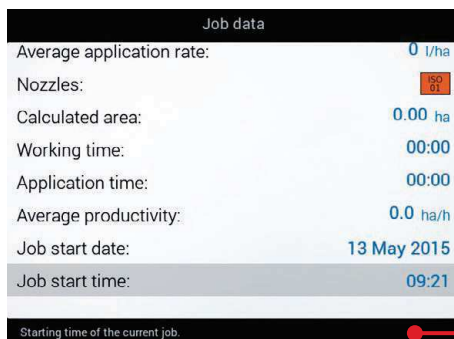 Job data
Average application rate: 0 l/ha
Nozzles: ISO 01
Calculated area: 0.00 ha
Working time: 00:00
Application time: 00:00
Average productivity: 0.0 ha/h
Job start date: 13 May 2015
Job start time: 09:21
Starting time of the current job.